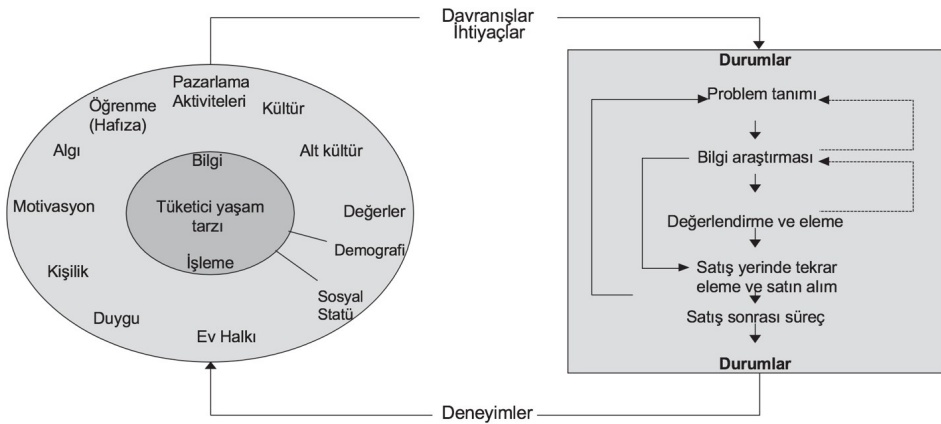 Davranışlar
İhtiyaçlar
Pazarlama
Aktiviteleri
Öğrenme
(Hafıza)
Kültür
Algı
Alt kültür
Bilgi
Motivasyon
Tüketici yaşam
tarzı
Değerler
Demografi
İşleme
Kişilik
Sosyal
Statü
Duygu
Ev Halkı
Durumlar
Problem tanımı
Bilgi araştırması
Değerlendirme ve eleme
Satış yerinde tekrar
eleme ve satın alım
Satış sonrası süreç
Durumlar
Deneyimler